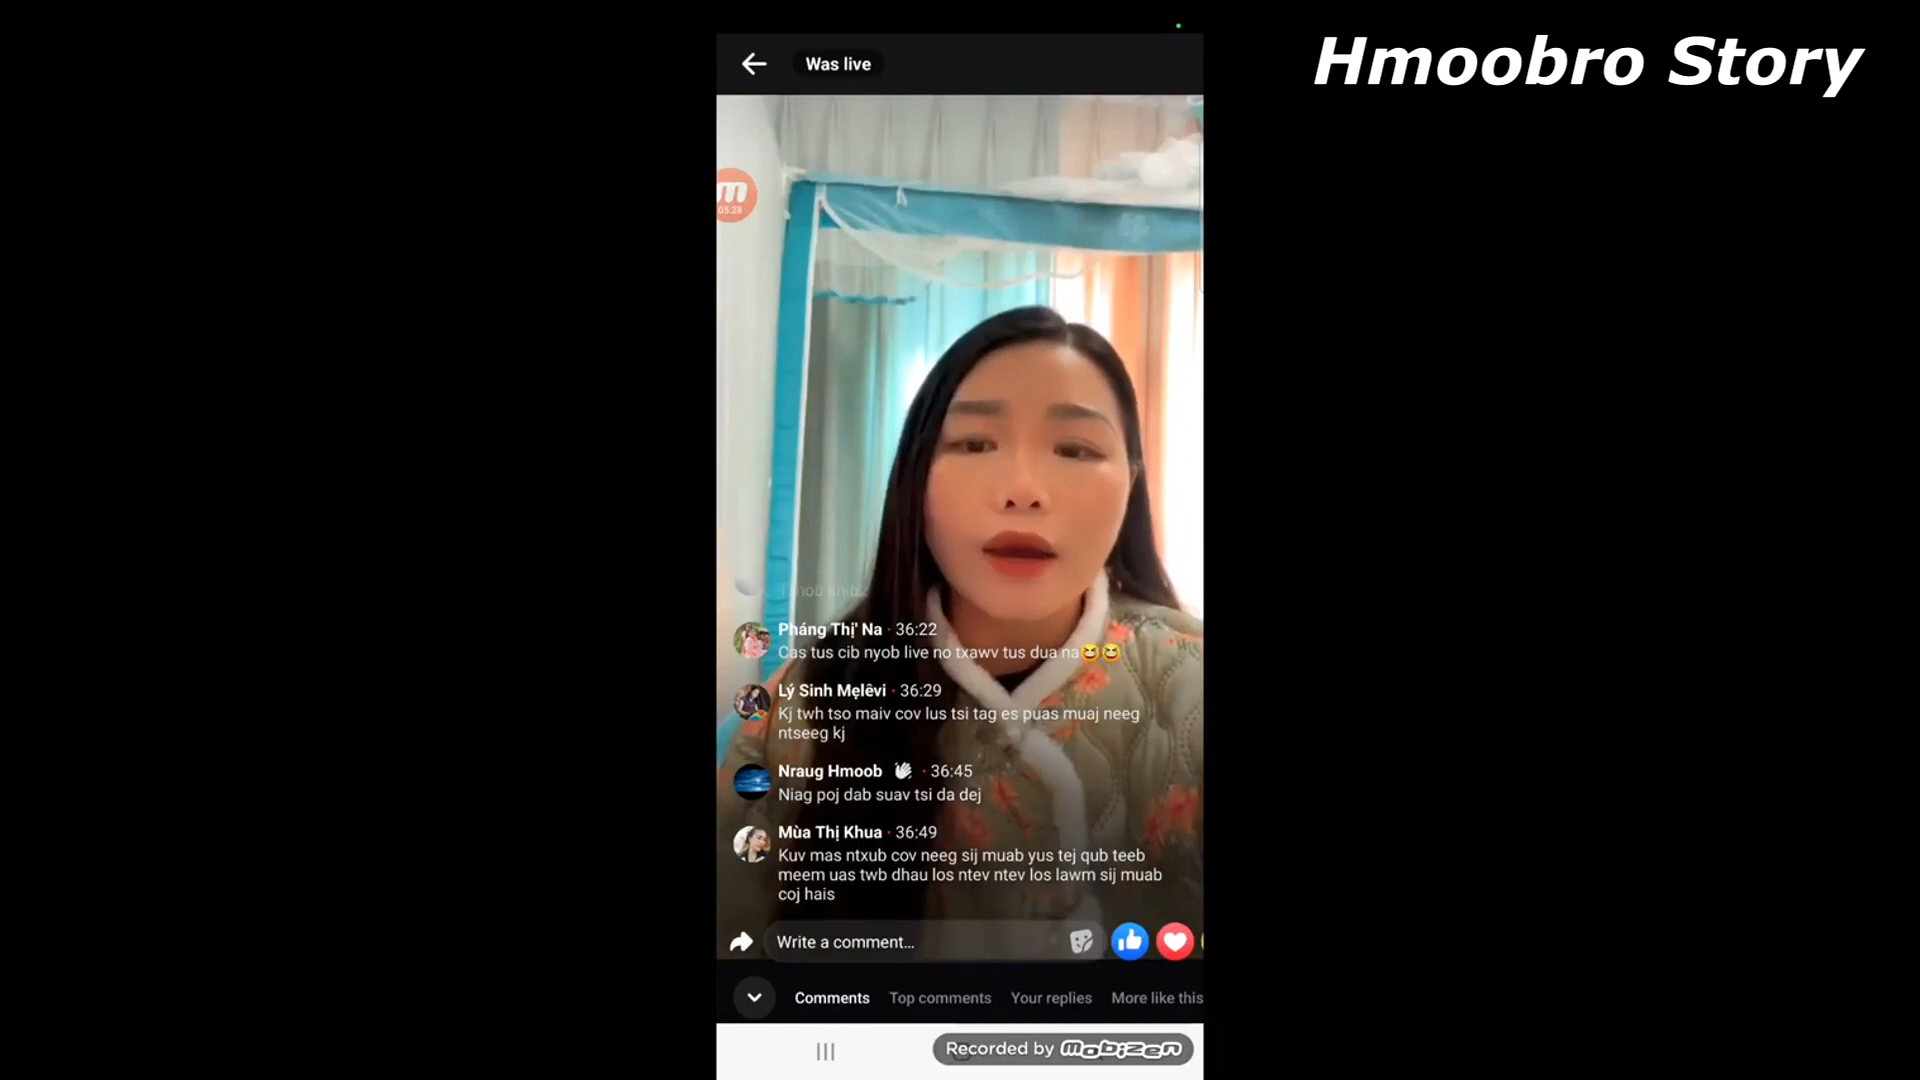 Hmoobro Story
Was live
m
05:28
Pháng Thị' Na · 36:22
Cas tus cib nyob live no txawv tus dua na😆😆
Lý Sinh Mẹlêvi · 36:29
Kj twh tso maiv cov lus tsi tag es puas muaj neeg
ntseeg kj
Nraug Hmoob 👋 · 36:45
Niag poj dab suav tsi da dej
Mùa Thị Khua · 36:49
Kuv mas ntxub cov neeg sij muab yus tej qub teeb
meem uas twb dhau los ntev ntev los lawm sij muab
coj hais
Write a comment...
Comments Top comments Your replies More like this
Recorded by mobizen